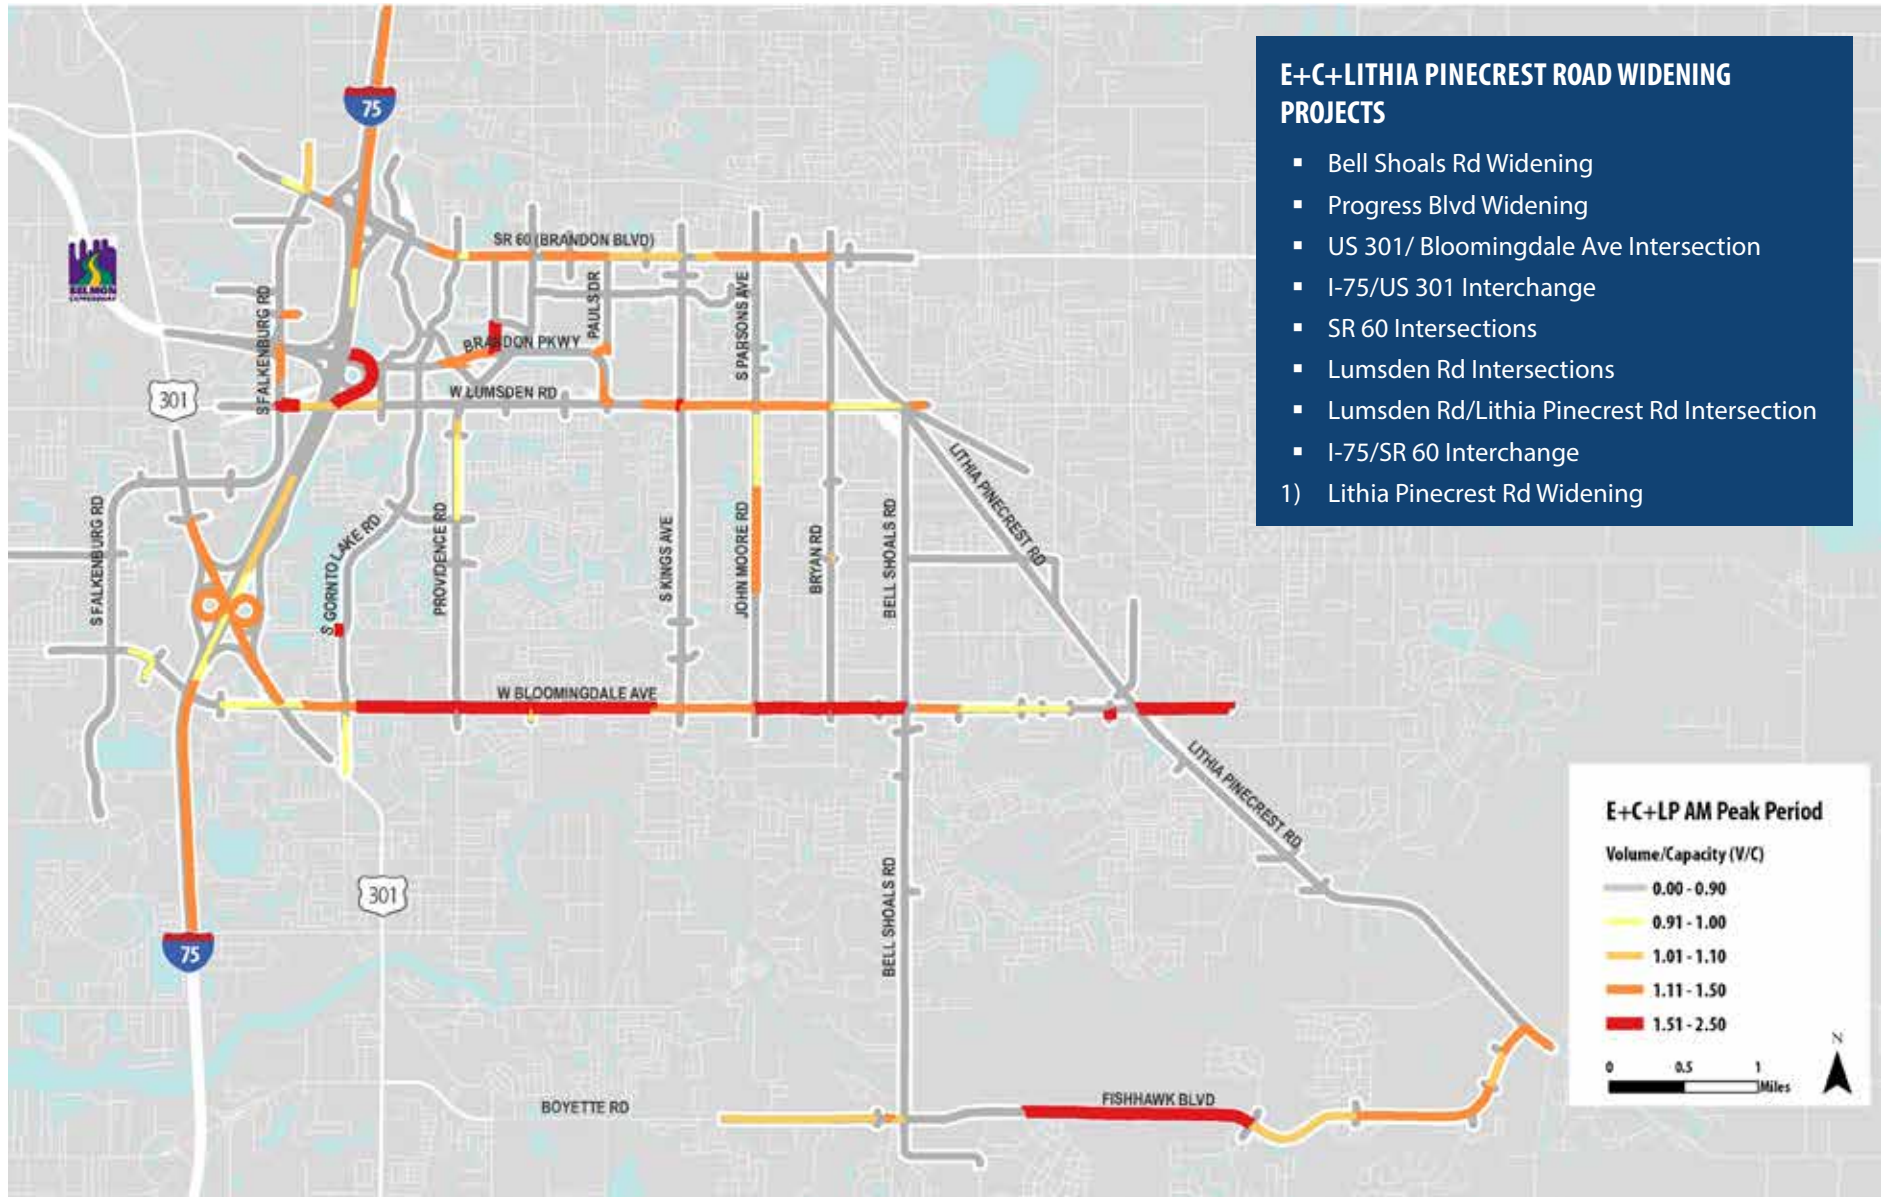 E+C+LITHIA PINECREST ROAD WIDENING
PROJECTS
▪ Bell Shoals Rd Widening
▪ Progress Blvd Widening
▪ US 301/ Bloomingdale Ave Intersection
▪ I-75/US 301 Interchange
▪ SR 60 Intersections
▪ Lumsden Rd Intersections
▪ Lumsden Rd/Lithia Pinecrest Rd Intersection
▪ I-75/SR 60 Interchange
1) Lithia Pinecrest Rd Widening
75
SR 60 (BRANDON BLVD)
S FALKENBURG RD
PAULS DR
S PARSONS AVE
BRANDON PKWY
W LUMSDEN RD
301
LITHIA PINECREST RD
S FALKENBURG RD
S GORNTO LAKE RD
PROVIDENCE RD
S KINGS AVE
JOHN MOORE RD
BRYAN RD
BELL SHOALS RD
W BLOOMINGDALE AVE
LITHIA PINECREST RD
301
BELL SHOALS RD
75
BOYETTE RD
FISHHAWK BLVD
E+C+LP AM Peak Period
Volume/Capacity (V/C)
0.00 - 0.90
0.91 - 1.00
1.01 - 1.10
1.11 - 1.50
1.51 - 2.50
N
0 0.5 1
Miles